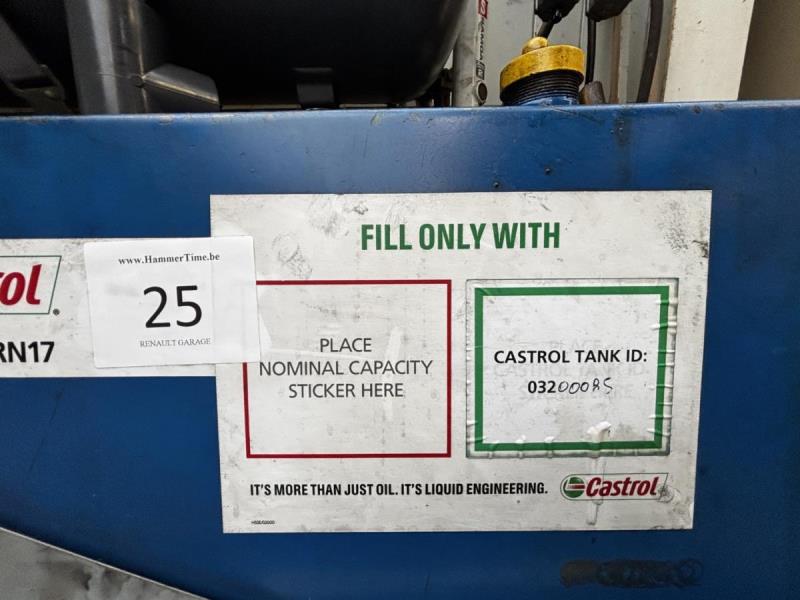 ol
RN17
www.HammerTime.be
25
RENAULT GARAGE
FILL ONLY WITH
PLACE
NOMINAL CAPACITY
STICKER HERE
CASTROL TANK ID:
03200085
IT'S MORE THAN JUST OIL. IT'S LIQUID ENGINEERING.
Castrol